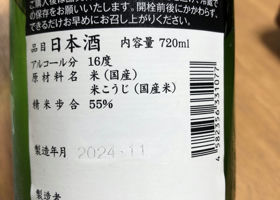 の保存をお願いいたします。開栓前後にかかわらず、
できるだけお早めにお召し上がりください。
品目 日本酒 内容量 720ml
アルコール分 16度
原材料名 米(国産)
米こうじ(国産米)
精米歩合 55%
製造年月 2024.11
製造者
4582356331077